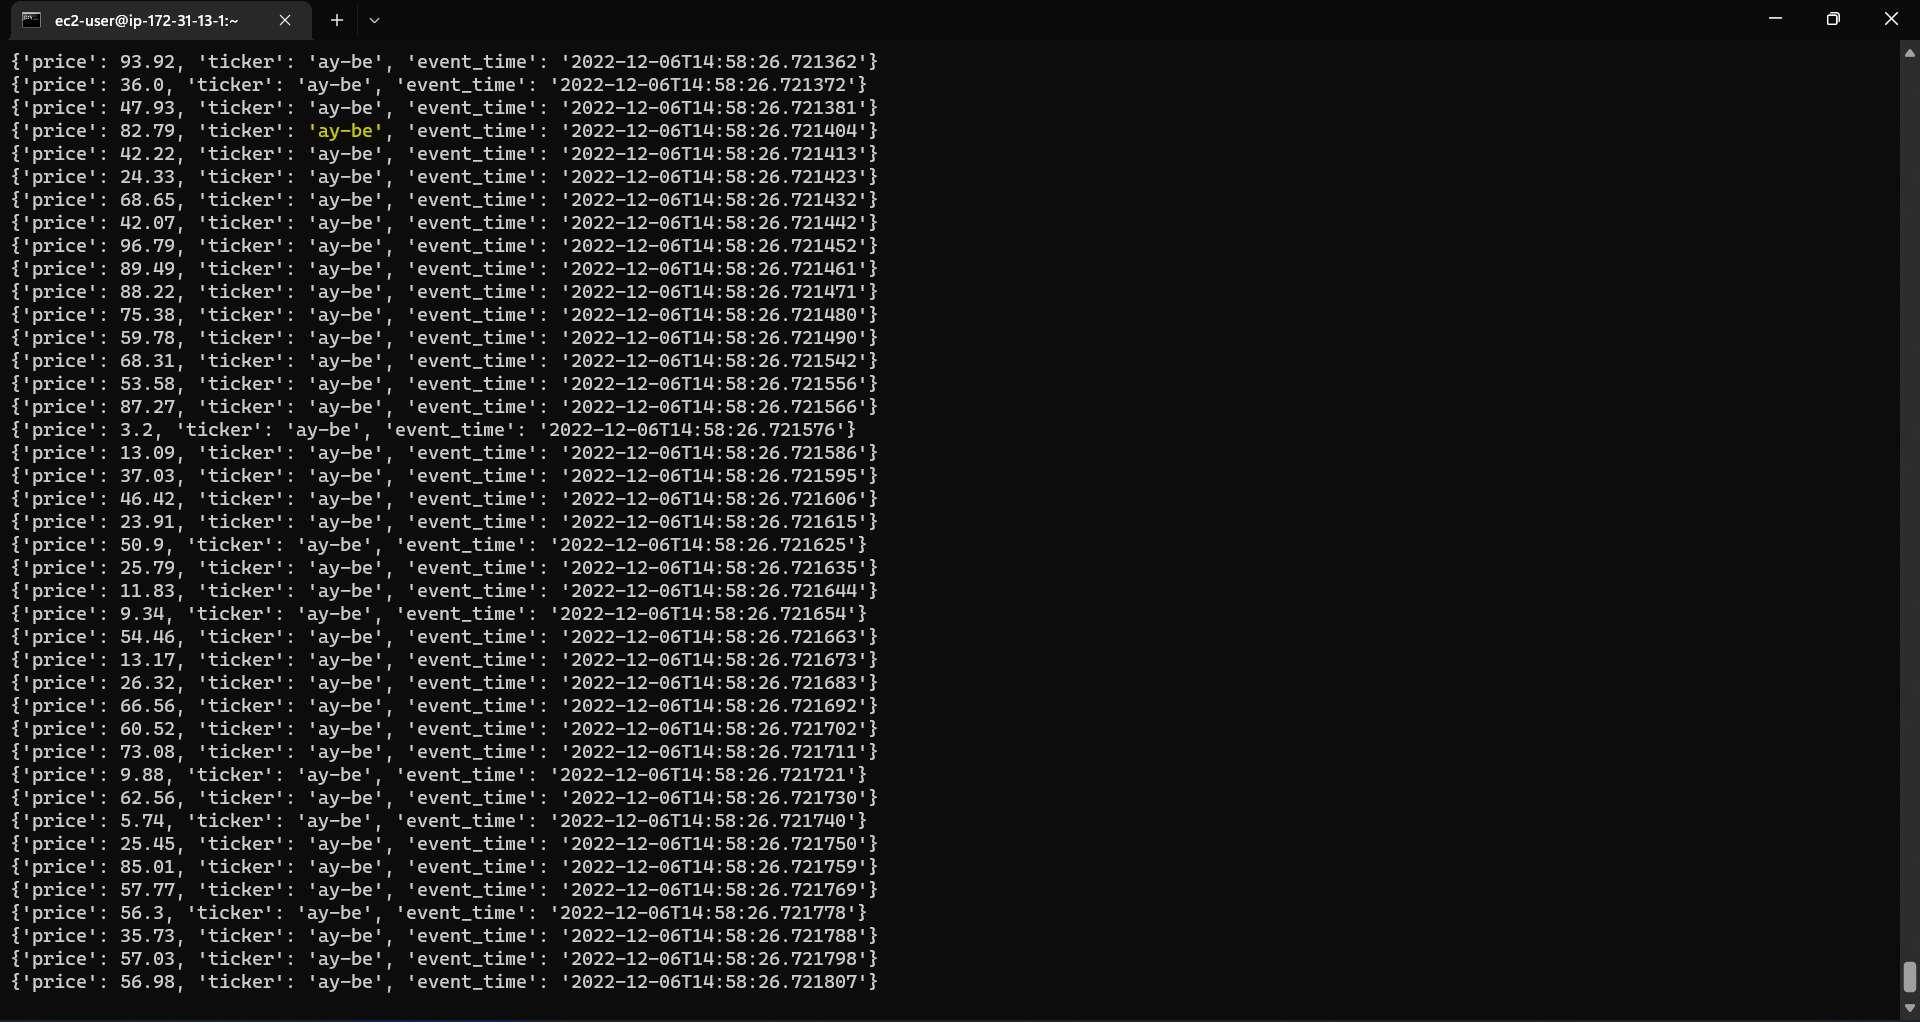 ec2-user@ip-172-31-13-1:~
{'price': 93.92, 'ticker': 'ay-be', 'event_time': '2022-12-06T14:58:26.721362'}
{'price': 36.0, 'ticker': 'ay-be', 'event_time': '2022-12-06T14:58:26.721372'}
{'price': 47.93, 'ticker': 'ay-be', 'event_time': '2022-12-06T14:58:26.721381'}
{'price': 82.79, 'ticker': 'ay-be', 'event_time': '2022-12-06T14:58:26.721404'}
{'price': 42.22, 'ticker': 'ay-be', 'event_time': '2022-12-06T14:58:26.721413'}
{'price': 24.33, 'ticker': 'ay-be', 'event_time': '2022-12-06T14:58:26.721423'}
{'price': 68.65, 'ticker': 'ay-be', 'event_time': '2022-12-06T14:58:26.721432'}
{'price': 42.07, 'ticker': 'ay-be', 'event_time': '2022-12-06T14:58:26.721442'}
{'price': 96.79, 'ticker': 'ay-be', 'event_time': '2022-12-06T14:58:26.721452'}
{'price': 89.49, 'ticker': 'ay-be', 'event_time': '2022-12-06T14:58:26.721461'}
{'price': 88.22, 'ticker': 'ay-be', 'event_time': '2022-12-06T14:58:26.721471'}
{'price': 75.38, 'ticker': 'ay-be', 'event_time': '2022-12-06T14:58:26.721480'}
{'price': 59.78, 'ticker': 'ay-be', 'event_time': '2022-12-06T14:58:26.721490'}
{'price': 68.31, 'ticker': 'ay-be', 'event_time': '2022-12-06T14:58:26.721542'}
{'price': 53.58, 'ticker': 'ay-be', 'event_time': '2022-12-06T14:58:26.721556'}
{'price': 87.27, 'ticker': 'ay-be', 'event_time': '2022-12-06T14:58:26.721566'}
{'price': 3.2, 'ticker': 'ay-be', 'event_time': '2022-12-06T14:58:26.721576'}
{'price': 13.09, 'ticker': 'ay-be', 'event_time': '2022-12-06T14:58:26.721586'}
{'price': 37.03, 'ticker': 'ay-be', 'event_time': '2022-12-06T14:58:26.721595'}
{'price': 46.42, 'ticker': 'ay-be', 'event_time': '2022-12-06T14:58:26.721606'}
{'price': 23.91, 'ticker': 'ay-be', 'event_time': '2022-12-06T14:58:26.721615'}
{'price': 50.9, 'ticker': 'ay-be', 'event_time': '2022-12-06T14:58:26.721625'}
{'price': 25.79, 'ticker': 'ay-be', 'event_time': '2022-12-06T14:58:26.721635'}
{'price': 11.83, 'ticker': 'ay-be', 'event_time': '2022-12-06T14:58:26.721644'}
{'price': 9.34, 'ticker': 'ay-be', 'event_time': '2022-12-06T14:58:26.721654'}
{'price': 54.46, 'ticker': 'ay-be', 'event_time': '2022-12-06T14:58:26.721663'}
{'price': 13.17, 'ticker': 'ay-be', 'event_time': '2022-12-06T14:58:26.721673'}
{'price': 26.32, 'ticker': 'ay-be', 'event_time': '2022-12-06T14:58:26.721683'}
{'price': 66.56, 'ticker': 'ay-be', 'event_time': '2022-12-06T14:58:26.721692'}
{'price': 60.52, 'ticker': 'ay-be', 'event_time': '2022-12-06T14:58:26.721702'}
{'price': 73.08, 'ticker': 'ay-be', 'event_time': '2022-12-06T14:58:26.721711'}
{'price': 9.88, 'ticker': 'ay-be', 'event_time': '2022-12-06T14:58:26.721721'}
{'price': 62.56, 'ticker': 'ay-be', 'event_time': '2022-12-06T14:58:26.721730'}
{'price': 5.74, 'ticker': 'ay-be', 'event_time': '2022-12-06T14:58:26.721740'}
{'price': 25.45, 'ticker': 'ay-be', 'event_time': '2022-12-06T14:58:26.721750'}
{'price': 85.01, 'ticker': 'ay-be', 'event_time': '2022-12-06T14:58:26.721759'}
{'price': 57.77, 'ticker': 'ay-be', 'event_time': '2022-12-06T14:58:26.721769'}
{'price': 56.3, 'ticker': 'ay-be', 'event_time': '2022-12-06T14:58:26.721778'}
{'price': 35.73, 'ticker': 'ay-be', 'event_time': '2022-12-06T14:58:26.721788'}
{'price': 57.03, 'ticker': 'ay-be', 'event_time': '2022-12-06T14:58:26.721798'}
{'price': 56.98, 'ticker': 'ay-be', 'event_time': '2022-12-06T14:58:26.721807'}